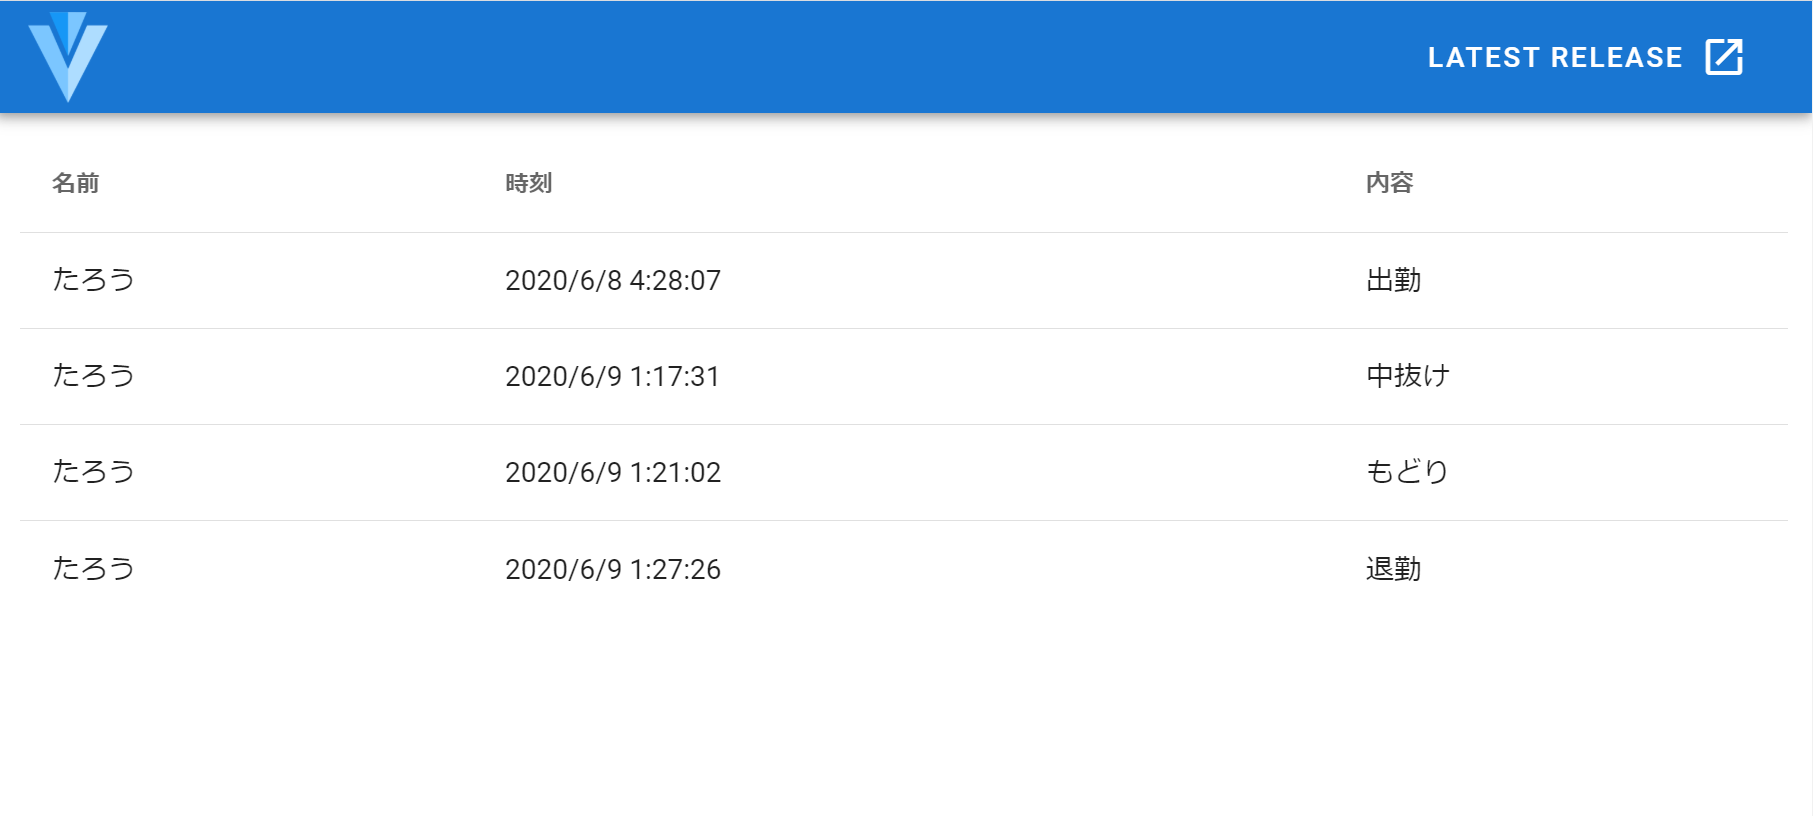 LATEST RELEASE
名前 時刻 内容
たろう 2020/6/8 4:28:07 出勤
たろう 2020/6/9 1:17:31 中抜け
たろう 2020/6/9 1:21:02 もどり
たろう 2020/6/9 1:27:26 退勤